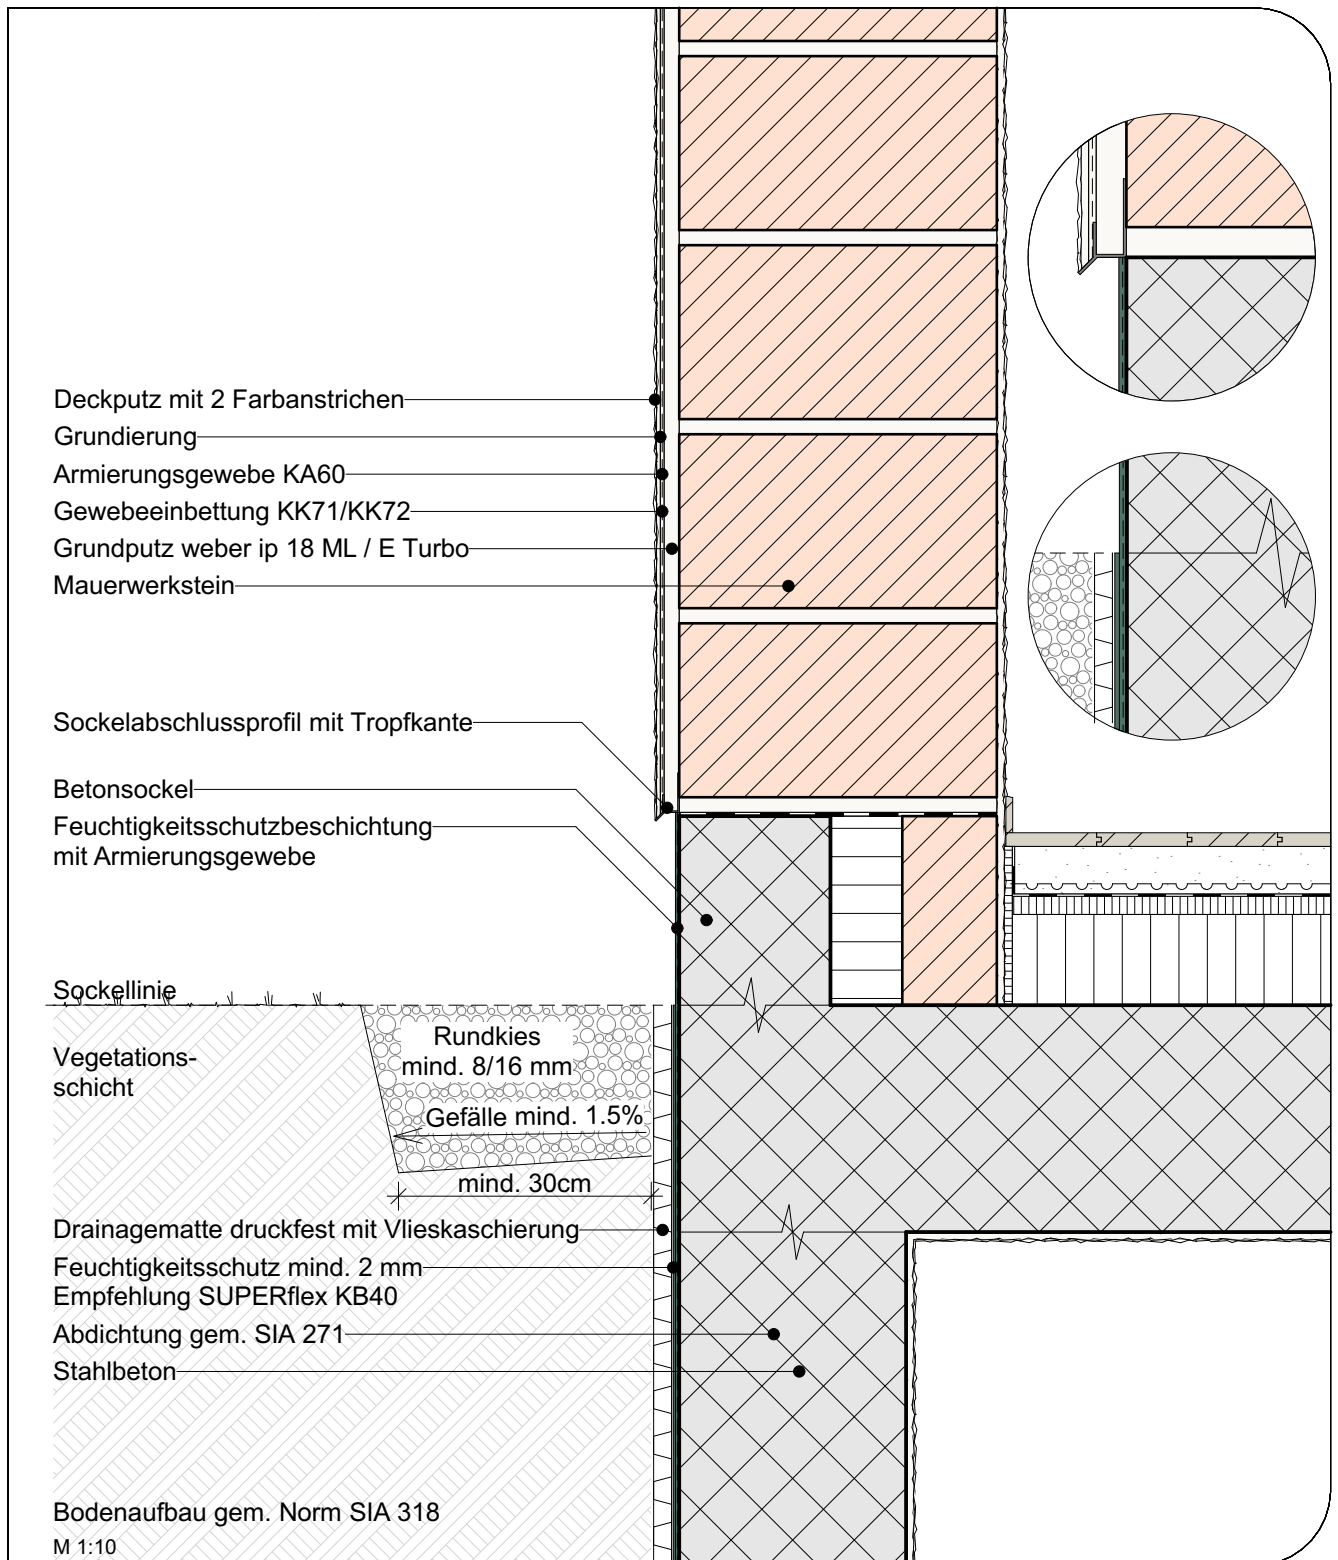 Deckputz mit 2 Farbanstrichen
Grundierung
Armierungsgewebe KA60
Gewebeeinbettung KK71/KK72
Grundputz weber ip 18 ML / E Turbo
Mauerwerkstein
Sockelabschlussprofil mit Tropfkante
Betonsockel
Feuchtigkeitsschutzbeschichtung
mit Armierungsgewebe
Sockellinie
Rundkies
mind. 8/16 mm
Vegetations-
schicht
Gefälle mind. 1.5%
mind. 30cm
Drainagematte druckfest mit Vlieskaschierung
Feuchtigkeitsschutz mind. 2 mm
Empfehlung SUPERflex KB40
Abdichtung gem. SIA 271
Stahlbeton
Bodenaufbau gem. Norm SIA 318
M 1:10